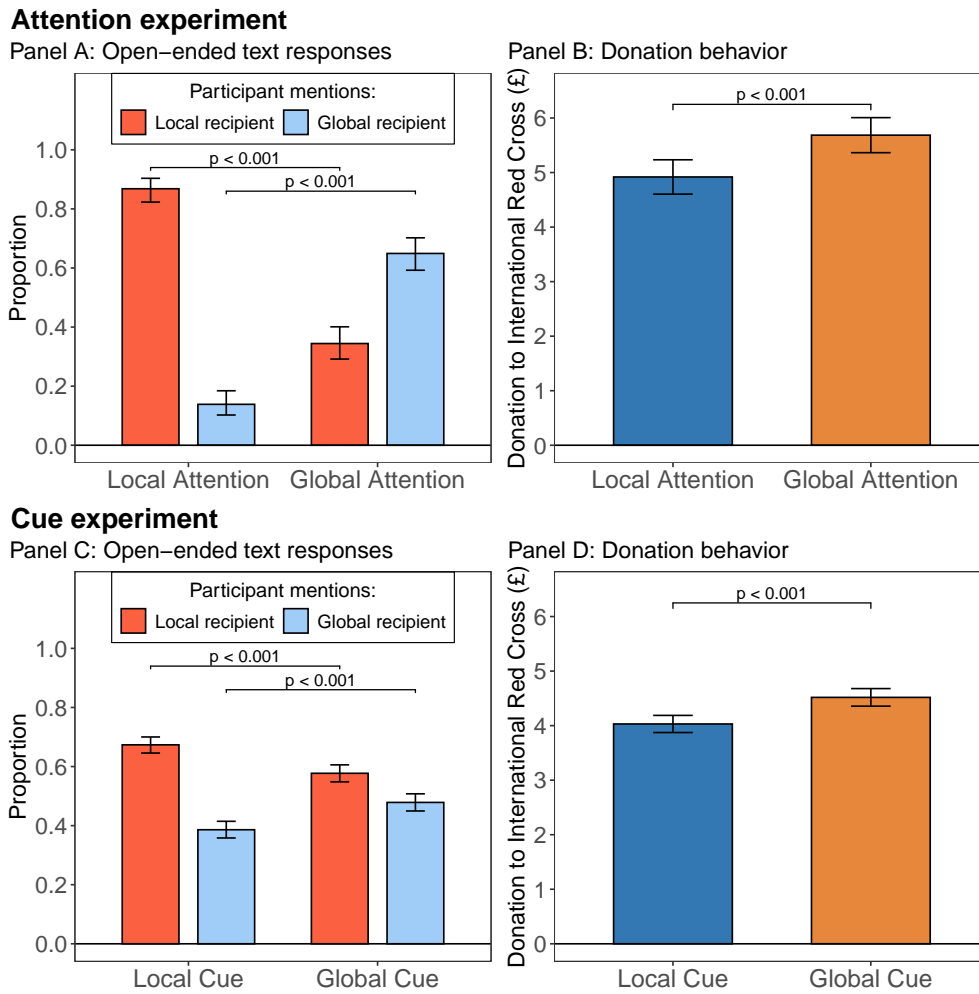 Attention experiment
Panel A: Open−ended text responses
Participant mentions:
Local recipient Global recipient
p < 0.001
p < 0.001
Proportion
1.0
0.8
0.6
0.4
0.2
0.0
Local Attention Global Attention
Panel B: Donation behavior
p < 0.001
Donation to International Red Cross (£)
6
5
4
3
2
1
0
Local Attention Global Attention
Cue experiment
Panel C: Open−ended text responses
Participant mentions:
Local recipient Global recipient
p < 0.001
p < 0.001
Proportion
1.0
0.8
0.6
0.4
0.2
0.0
Local Cue Global Cue
Panel D: Donation behavior
p < 0.001
Donation to International Red Cross (£)
6
5
4
3
2
1
0
Local Cue Global Cue